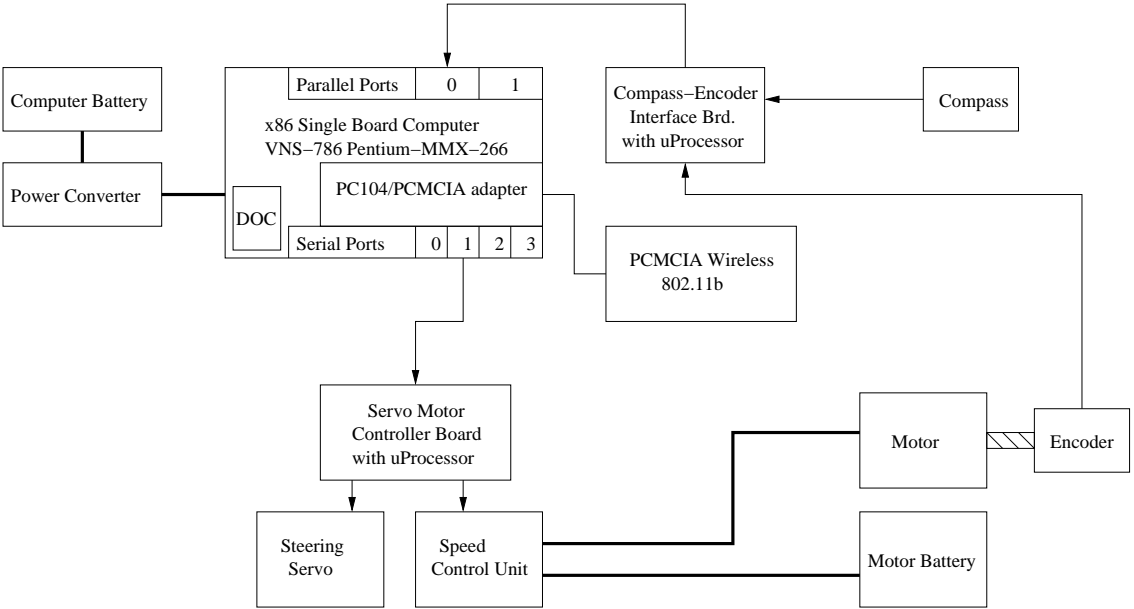 Parallel Ports 0 1
Computer Battery
Compass−Encoder
Interface Brd.
with uProcessor
Compass
x86 Single Board Computer
VNS−786 Pentium−MMX−266
Power Converter
PC104/PCMCIA adapter
DOC
Serial Ports 0 1 2 3
PCMCIA Wireless
802.11b
Servo Motor
Controller Board
with uProcessor
Motor
Encoder
Steering
Servo
Speed
Control Unit
Motor Battery